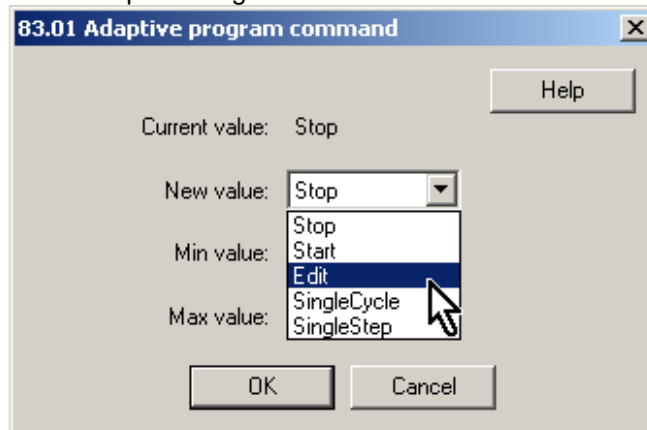 83.01 Adaptive program command
Help
Current value: Stop
New value: Stop
Stop
Start
Min value:
Edit
SingleCycle
Max value:
SingleStep
OK Cancel